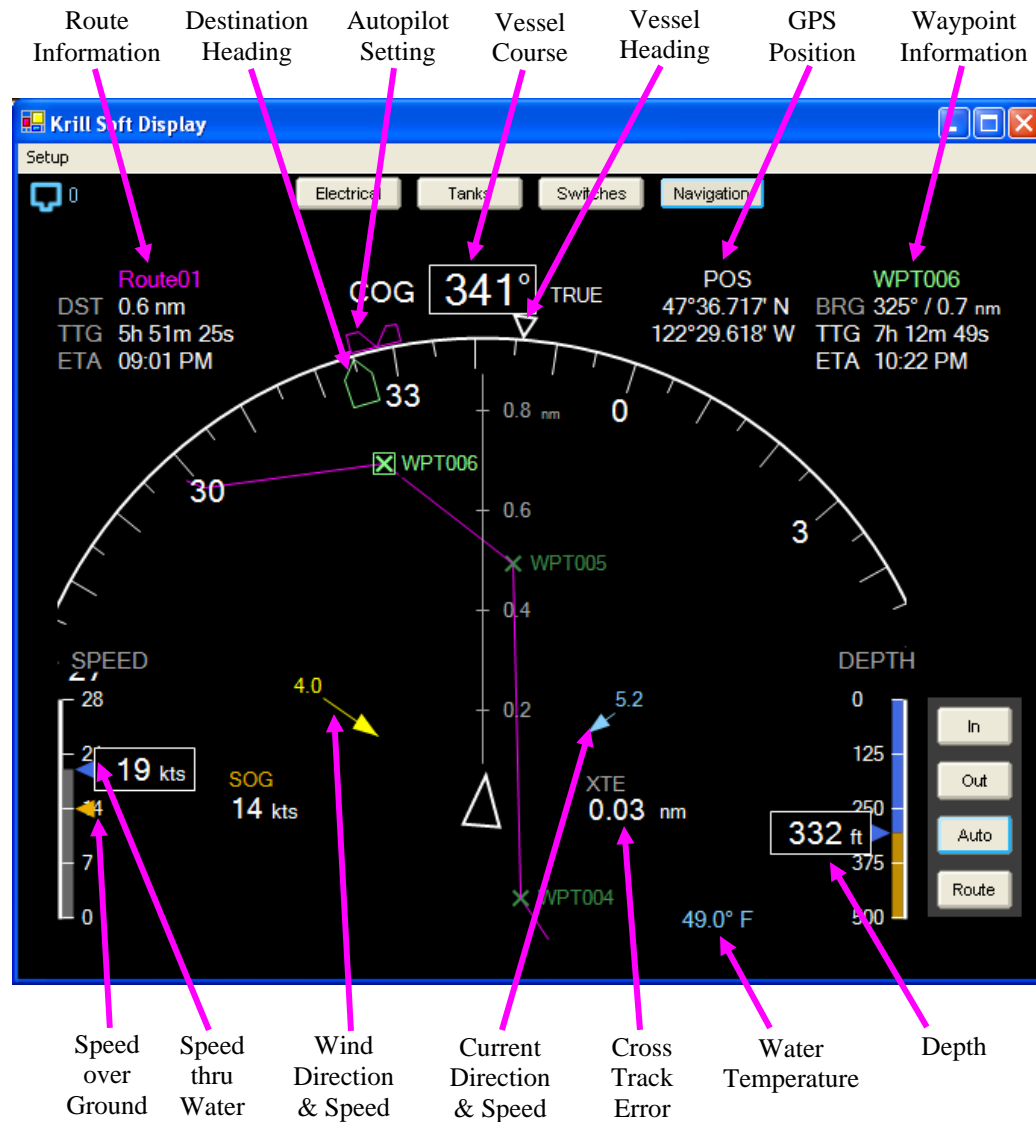 Route Information
Destination Heading
Autopilot Setting
Vessel Course
Vessel Heading
GPS Position
Waypoint Information
Krill Soft Display
Setup
0
Electrical
Tanks
Switches
Navigation
Route01
DST 0.6 nm
TTG 5h 51m 25s
ETA 09:01 PM
COG 341° TRUE
POS
47°36.717' N
122°29.618' W
WPT006
BRG 325° / 0.7 nm
TTG 7h 12m 49s
ETA 10:22 PM
33
0
30
3
27
0.8 nm
0.6
0.4
0.2
WPT006
WPT005
WPT004
SPEED
28
21
14
7
0
19 kts
SOG
14 kts
4.0
5.2
XTE
0.03 nm
49.0° F
DEPTH
0
125
250
375
500
332 ft
In
Out
Auto
Route
Speed over Ground
Speed thru Water
Wind Direction & Speed
Current Direction & Speed
Cross Track Error
Water Temperature
Depth